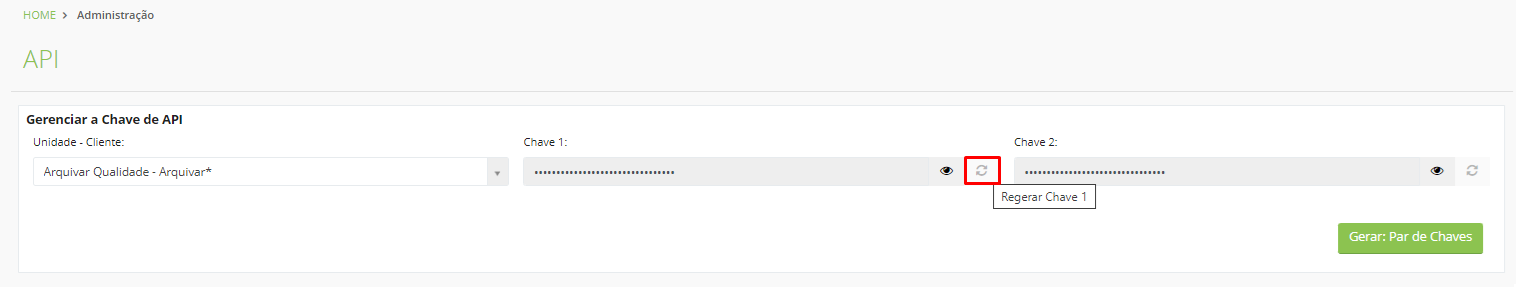 HOME > Administração
API
Gerenciar a Chave de API
Unidade - Cliente: Chave 1: Chave 2:
Arquivar Qualidade - Arquivar* •••••••••••••••••••••••••••••••• ••••••••••••••••••••••••••••••••
Regerar Chave 1
Gerar: Par de Chaves